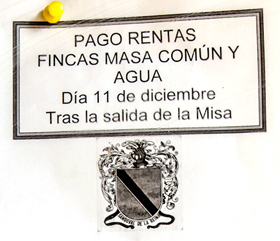 PAGO RENTAS
FINCAS MASA COMÚN Y
AGUA
Día 11 de diciembre
Tras la salida de la Misa